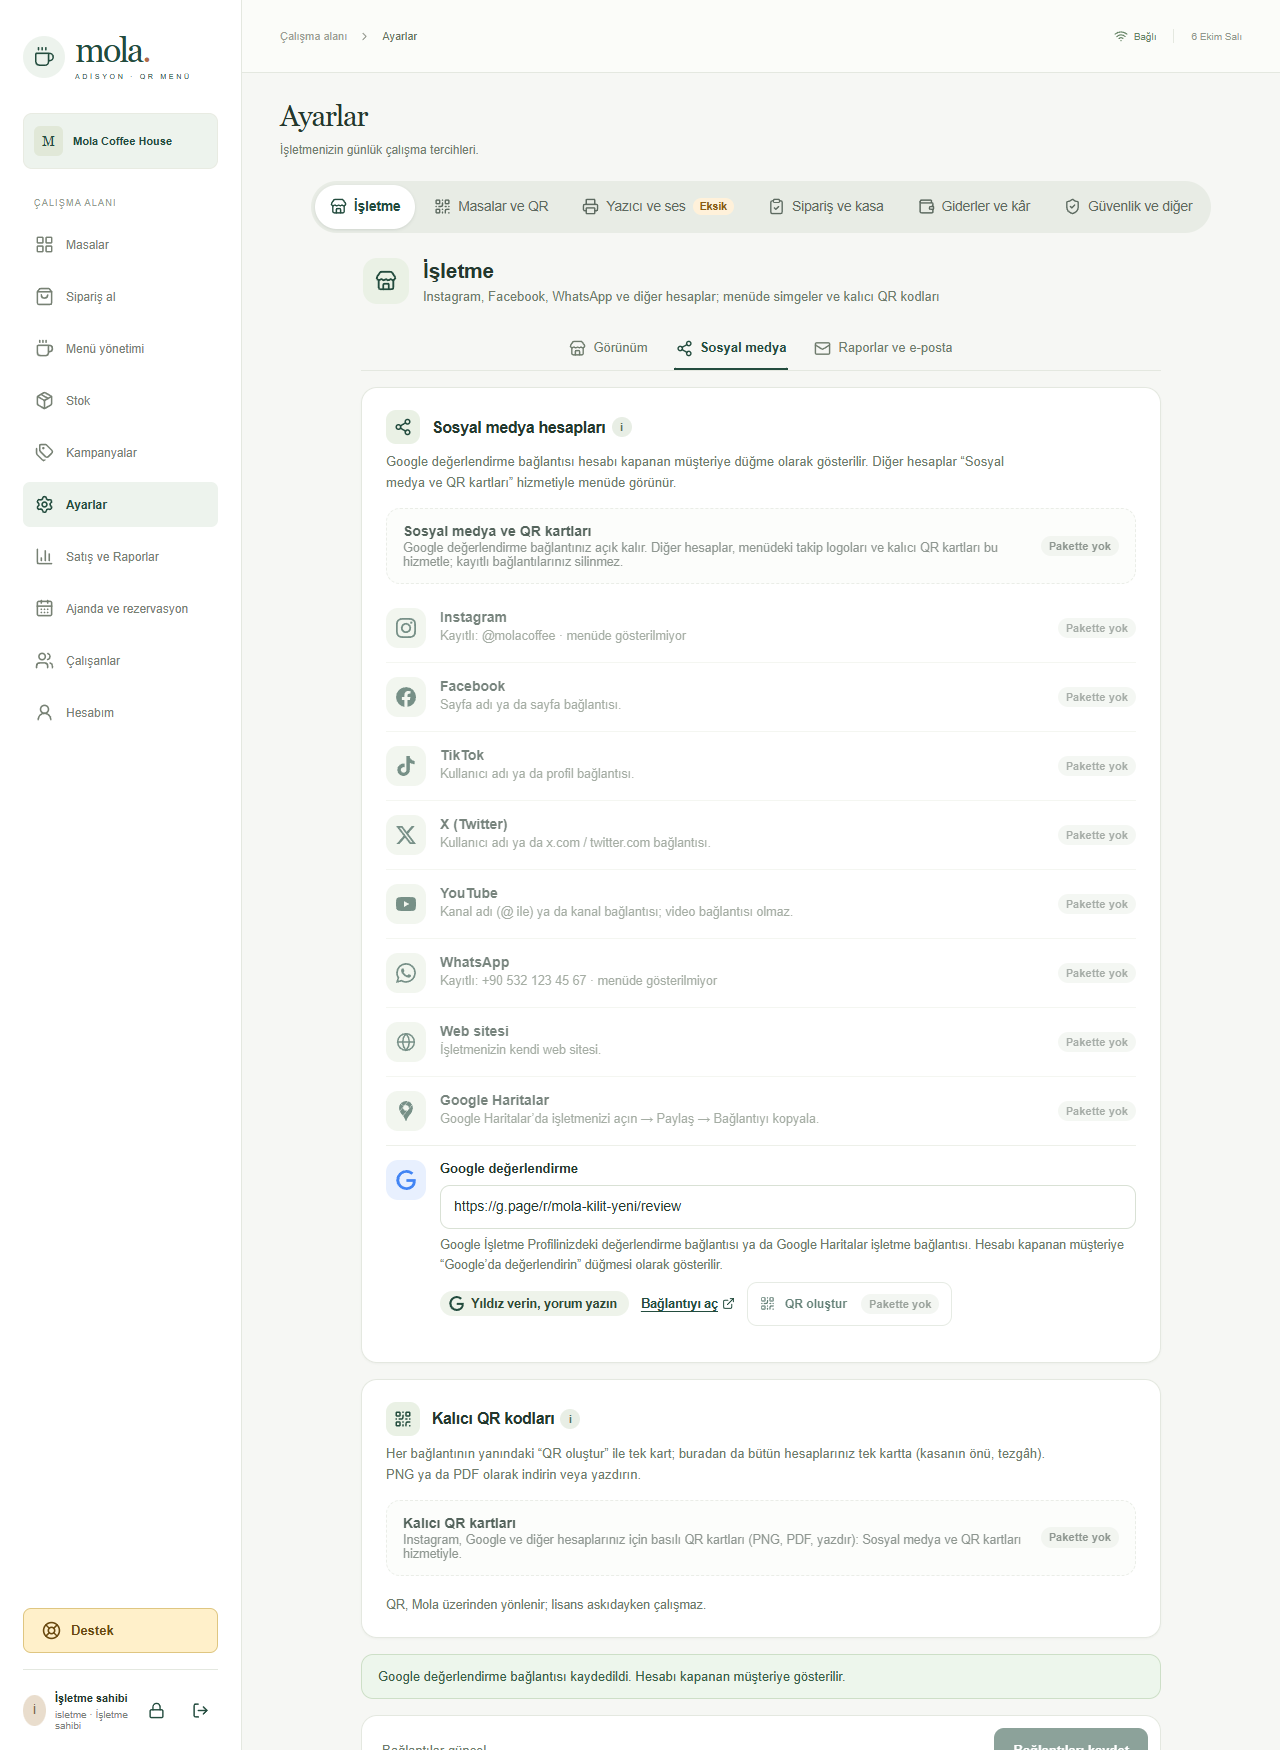 mola.
ADİSYON · QR MENÜ
Çalışma alanı
Ayarlar
Bağlı
6 Ekim Salı
M
Mola Coffee House
ÇALIŞMA ALANI
Masalar
Sipariş al
Menü yönetimi
Stok
Kampanyalar
Ayarlar
Satış ve Raporlar
Ajanda ve rezervasyon
Çalışanlar
Hesabım
Destek
İ
İşletme sahibi
isletme · İşletme
sahibi
Ayarlar
İşletmenizin günlük çalışma tercihleri.
İşletme
Masalar ve QR
Yazıcı ve ses
Eksik
Sipariş ve kasa
Giderler ve kâr
Güvenlik ve diğer
İşletme
Instagram, Facebook, WhatsApp ve diğer hesaplar; menüde simgeler ve kalıcı QR kodları
Görünüm
Sosyal medya
Raporlar ve e-posta
Sosyal medya hesapları
i
Google değerlendirme bağlantısı hesabı kapanan müşteriye düğme olarak gösterilir. Diğer hesaplar “Sosyal
medya ve QR kartları” hizmetiyle menüde görünür.
Sosyal medya ve QR kartları
Google değerlendirme bağlantınız açık kalır. Diğer hesaplar, menüdeki takip logoları ve kalıcı QR kartları bu
hizmetle; kayıtlı bağlantılarınız silinmez.
Pakette yok
Instagram
Kayıtlı: @molacoffee · menüde gösterilmiyor
Pakette yok
Facebook
Sayfa adı ya da sayfa bağlantısı.
Pakette yok
TikTok
Kullanıcı adı ya da profil bağlantısı.
Pakette yok
X (Twitter)
Kullanıcı adı ya da x.com / twitter.com bağlantısı.
Pakette yok
YouTube
Kanal adı (@ ile) ya da kanal bağlantısı; video bağlantısı olmaz.
Pakette yok
WhatsApp
Kayıtlı: +90 532 123 45 67 · menüde gösterilmiyor
Pakette yok
Web sitesi
İşletmenizin kendi web sitesi.
Pakette yok
Google Haritalar
Google Haritalar’da işletmenizi açın → Paylaş → Bağlantıyı kopyala.
Pakette yok
Google değerlendirme
https://g.page/r/mola-kilit-yeni/review
Google İşletme Profilinizdeki değerlendirme bağlantısı ya da Google Haritalar işletme bağlantısı. Hesabı kapanan müşteriye
“Google’da değerlendirin” düğmesi olarak gösterilir.
Yıldız verin, yorum yazın
Bağlantıyı aç
QR oluştur
Pakette yok
Kalıcı QR kodları
i
Her bağlantının yanındaki “QR oluştur” ile tek kart; buradan da bütün hesaplarınız tek kartta (kasanın önü, tezgâh).
PNG ya da PDF olarak indirin veya yazdırın.
Kalıcı QR kartları
Instagram, Google ve diğer hesaplarınız için basılı QR kartları (PNG, PDF, yazdır): Sosyal medya ve QR kartları
hizmetiyle.
Pakette yok
QR, Mola üzerinden yönlenir; lisans askıdayken çalışmaz.
Google değerlendirme bağlantısı kaydedildi. Hesabı kapanan müşteriye gösterilir.
Bağlantılar güncel
Bağlantıları kaydet